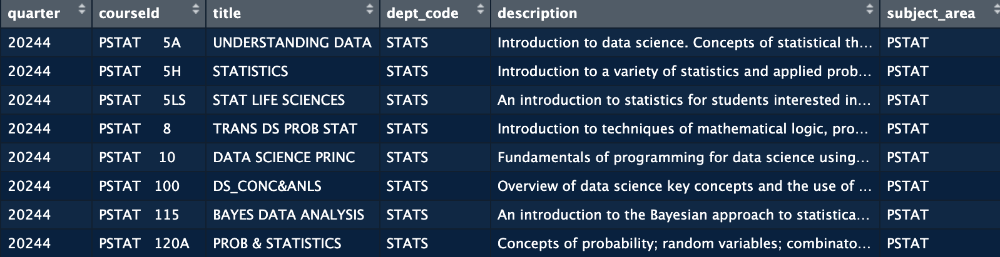 quarter courseId title dept_code description subject_area
20244 PSTAT 5A UNDERSTANDING DATA STATS Introduction to data science. Concepts of statistical th... PSTAT
20244 PSTAT 5H STATISTICS STATS Introduction to a variety of statistics and applied prob... PSTAT
20244 PSTAT 5LS STAT LIFE SCIENCES STATS An introduction to statistics for students interested in... PSTAT
20244 PSTAT 8 TRANS DS PROB STAT STATS Introduction to techniques of mathematical logic, pro... PSTAT
20244 PSTAT 10 DATA SCIENCE PRINC STATS Fundamentals of programming for data science using... PSTAT
20244 PSTAT 100 DS_CONC&ANLS STATS Overview of data science key concepts and the use of ... PSTAT
20244 PSTAT 115 BAYES DATA ANALYSIS STATS An introduction to the Bayesian approach to statistica... PSTAT
20244 PSTAT 120A PROB & STATISTICS STATS Concepts of probability; random variables; combinato... PSTAT